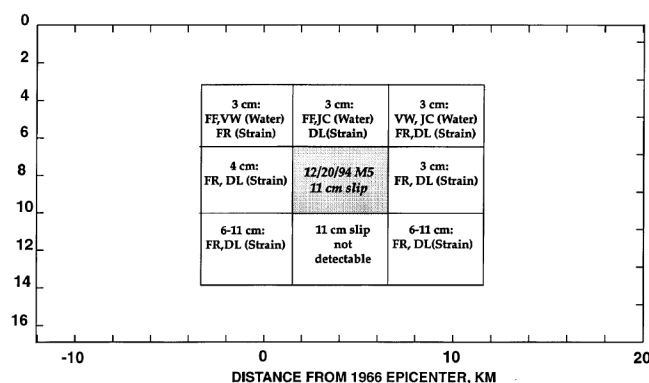 0
2
4
6
8
10
12
14
16
3 cm:
FF,VW (Water)
FR (Strain)
3 cm:
FF,JC (Water)
DL(Strain)
3 cm:
VW, JC (Water)
FR,DL (Strain)
4 cm:
FR, DL (Strain)
12/20/94 M5
11 cm slip
3 cm:
FR, DL (Strain)
6-11 cm:
FR,DL (Strain)
11 cm slip
not
detectable
6-11 cm:
FR, DL(Strain)
-10 0 10 20
DISTANCE FROM 1966 EPICENTER, KM